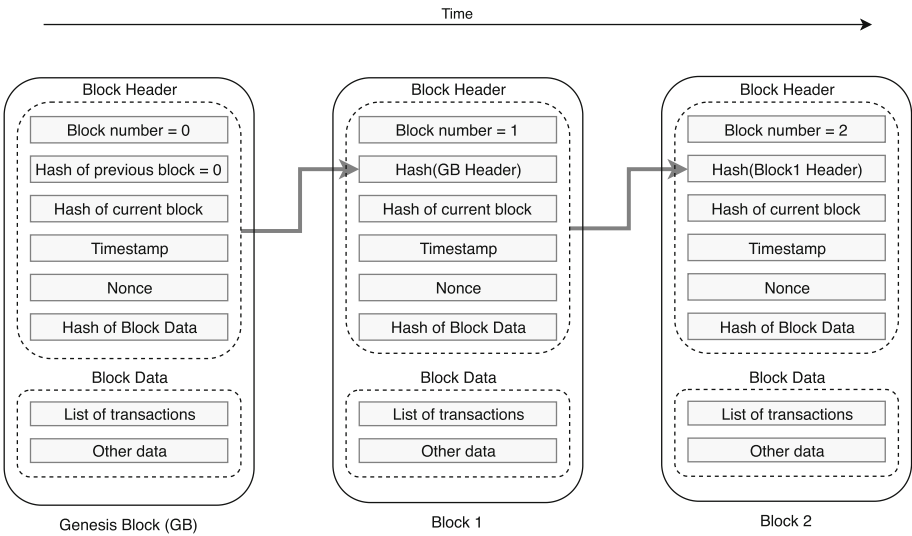 Time
Block Header
Block number = 0
Hash of previous block = 0
Hash of current block
Timestamp
Nonce
Hash of Block Data
Block Data
List of transactions
Other data
Genesis Block (GB)
Block Header
Block number = 1
Hash(GB Header)
Hash of current block
Timestamp
Nonce
Hash of Block Data
Block Data
List of transactions
Other data
Block 1
Block Header
Block number = 2
Hash(Block1 Header)
Hash of current block
Timestamp
Nonce
Hash of Block Data
Block Data
List of transactions
Other data
Block 2